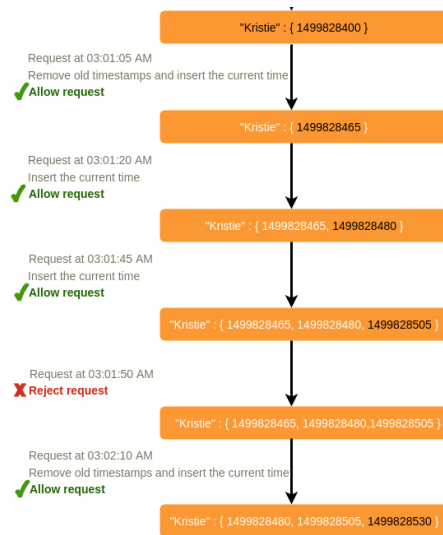 "Kristie" : { 1499828400 }
Request at 03:01:05 AM
Remove old timestamps and insert the current time
Allow request
"Kristie" : { 1499828465 }
Request at 03:01:20 AM
Insert the current time
Allow request
"Kristie" : { 1499828465, 1499828480 }
Request at 03:01:45 AM
Insert the current time
Allow request
"Kristie" : { 1499828465, 1499828480, 1499828505 }
Request at 03:01:50 AM
Reject request
"Kristie" : { 1499828465, 1499828480,1499828505 }
Request at 03:02:10 AM
Remove old timestamps and insert the current time
Allow request
"Kristie" : { 1499828480, 1499828505, 1499828530 }